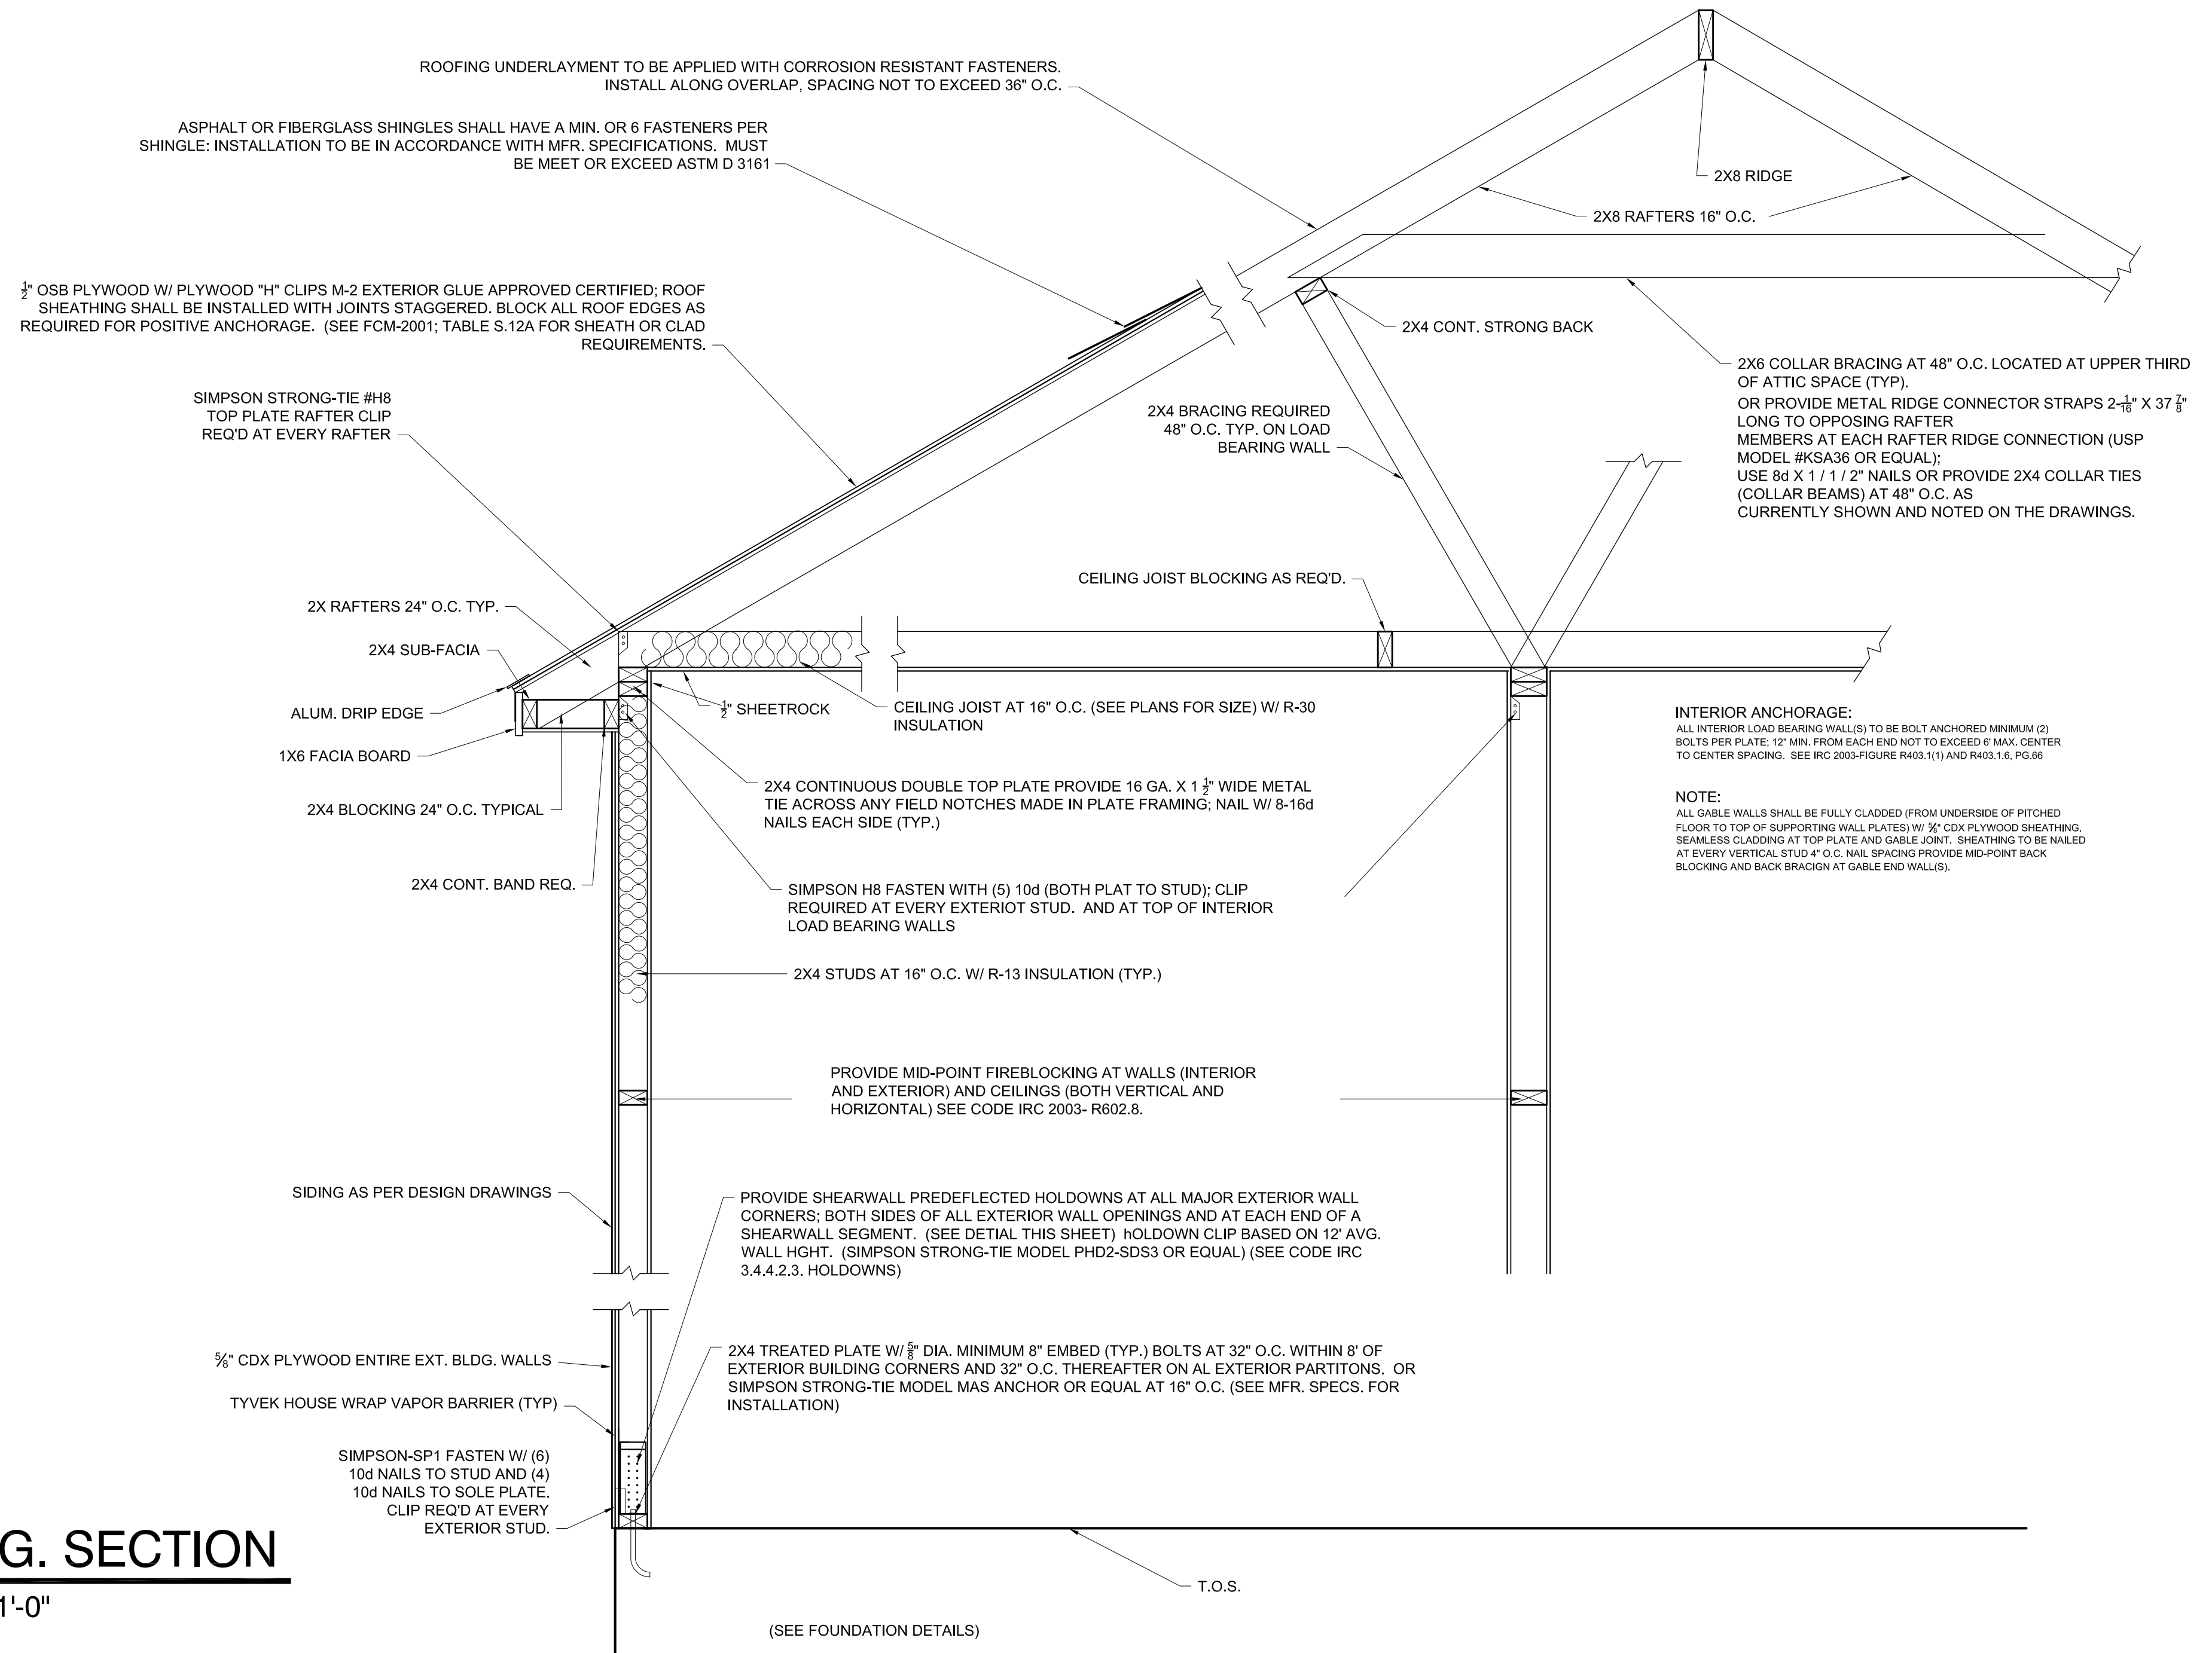 ROOFING UNDERLAYMENT TO BE APPLIED WITH CORROSION RESISTANT FASTENERS.
INSTALL ALONG OVERLAP, SPACING NOT TO EXCEED 36" O.C.
ASPHALT OR FIBERGLASS SHINGLES SHALL HAVE A MIN. OR 6 FASTENERS PER
SHINGLE: INSTALLATION TO BE IN ACCORDANCE WITH MFR. SPECIFICATIONS. MUST
BE MEET OR EXCEED ASTM D 3161
2X8 RIDGE
2X8 RAFTERS 16" O.C.
½" OSB PLYWOOD W/ PLYWOOD "H" CLIPS M-2 EXTERIOR GLUE APPROVED CERTIFIED; ROOF
SHEATHING SHALL BE INSTALLED WITH JOINTS STAGGERED. BLOCK ALL ROOF EDGES AS
REQUIRED FOR POSITIVE ANCHORAGE. (SEE FCM-2001; TABLE S.12A FOR SHEATH OR CLAD
REQUIREMENTS.
2X4 CONT. STRONG BACK
2X6 COLLAR BRACING AT 48" O.C. LOCATED AT UPPER THIRD
OF ATTIC SPACE (TYP).
OR PROVIDE METAL RIDGE CONNECTOR STRAPS 2-1/16" X 37 ⅞"
LONG TO OPPOSING RAFTER
MEMBERS AT EACH RAFTER RIDGE CONNECTION (USP
MODEL #KSA36 OR EQUAL);
USE 8d X 1 / 1 / 2" NAILS OR PROVIDE 2X4 COLLAR TIES
(COLLAR BEAMS) AT 48" O.C. AS
CURRENTLY SHOWN AND NOTED ON THE DRAWINGS.
SIMPSON STRONG-TIE #H8
TOP PLATE RAFTER CLIP
REQ'D AT EVERY RAFTER
2X4 BRACING REQUIRED
48" O.C. TYP. ON LOAD
BEARING WALL
CEILING JOIST BLOCKING AS REQ'D.
2X RAFTERS 24" O.C. TYP.
2X4 SUB-FACIA
ALUM. DRIP EDGE
1X6 FACIA BOARD
2X4 BLOCKING 24" O.C. TYPICAL
2X4 CONT. BAND REQ.
½" SHEETROCK
CEILING JOIST AT 16" O.C. (SEE PLANS FOR SIZE) W/ R-30
INSULATION
2X4 CONTINUOUS DOUBLE TOP PLATE PROVIDE 16 GA. X 1 ½" WIDE METAL
TIE ACROSS ANY FIELD NOTCHES MADE IN PLATE FRAMING; NAIL W/ 8-16d
NAILS EACH SIDE (TYP.)
SIMPSON H8 FASTEN WITH (5) 10d (BOTH PLAT TO STUD); CLIP
REQUIRED AT EVERY EXTERIOT STUD. AND AT TOP OF INTERIOR
LOAD BEARING WALLS
2X4 STUDS AT 16" O.C. W/ R-13 INSULATION (TYP.)
INTERIOR ANCHORAGE:
ALL INTERIOR LOAD BEARING WALL(S) TO BE BOLT ANCHORED MINIMUM (2)
BOLTS PER PLATE; 12" MIN. FROM EACH END NOT TO EXCEED 6' MAX. CENTER
TO CENTER SPACING. SEE IRC 2003-FIGURE R403.1(1) AND R403.1.6, PG.66
NOTE:
ALL GABLE WALLS SHALL BE FULLY CLADDED (FROM UNDERSIDE OF PITCHED
FLOOR TO TOP OF SUPPORTING WALL PLATES) W/ ⅝" CDX PLYWOOD SHEATHING.
SEAMLESS CLADDING AT TOP PLATE AND GABLE JOINT. SHEATHING TO BE NAILED
AT EVERY VERTICAL STUD 4" O.C. NAIL SPACING PROVIDE MID-POINT BACK
BLOCKING AND BACK BRACIGN AT GABLE END WALL(S).
PROVIDE MID-POINT FIREBLOCKING AT WALLS (INTERIOR
AND EXTERIOR) AND CEILINGS (BOTH VERTICAL AND
HORIZONTAL) SEE CODE IRC 2003- R602.8.
SIDING AS PER DESIGN DRAWINGS
PROVIDE SHEARWALL PREDEFLECTED HOLDOWNS AT ALL MAJOR EXTERIOR WALL
CORNERS; BOTH SIDES OF ALL EXTERIOR WALL OPENINGS AND AT EACH END OF A
SHEARWALL SEGMENT. (SEE DETIAL THIS SHEET) hOLDOWN CLIP BASED ON 12' AVG.
WALL HGHT. (SIMPSON STRONG-TIE MODEL PHD2-SDS3 OR EQUAL) (SEE CODE IRC
3.4.4.2.3. HOLDOWNS)
⅝" CDX PLYWOOD ENTIRE EXT. BLDG. WALLS
TYVEK HOUSE WRAP VAPOR BARRIER (TYP)
2X4 TREATED PLATE W/ ⅝" DIA. MINIMUM 8" EMBED (TYP.) BOLTS AT 32" O.C. WITHIN 8' OF
EXTERIOR BUILDING CORNERS AND 32" O.C. THEREAFTER ON AL EXTERIOR PARTITONS. OR
SIMPSON STRONG-TIE MODEL MAS ANCHOR OR EQUAL AT 16" O.C. (SEE MFR. SPECS. FOR
INSTALLATION)
SIMPSON-SP1 FASTEN W/ (6)
10d NAILS TO STUD AND (4)
10d NAILS TO SOLE PLATE.
CLIP REQ'D AT EVERY
EXTERIOR STUD.
G. SECTION
1'-0"
T.O.S.
(SEE FOUNDATION DETAILS)